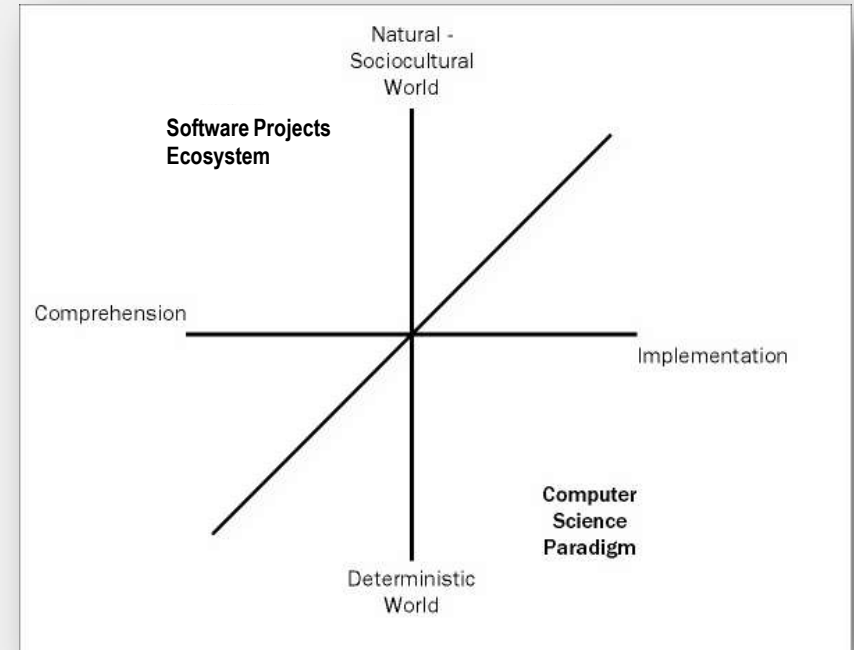 Natural -
Sociocultural
World
Software Projects
Ecosystem
Comprehension
Implementation
Computer
Science
Paradigm
Deterministic
World